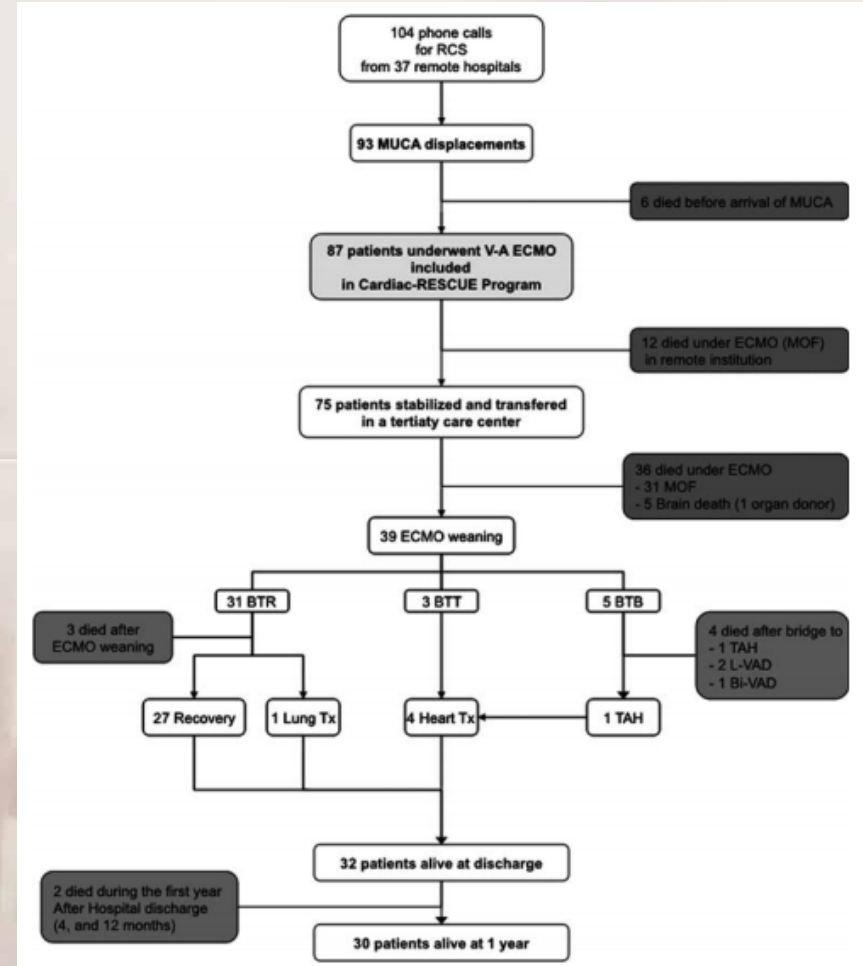 104 phone calls
for RCS
from 37 remote hospitals
93 MUCA displacements
6 died before arrival of MUCA
87 patients underwent V-A ECMO
included
in Cardiac-RESCUE Program
12 died under ECMO (MOF)
in remote institution
75 patients stabilized and transfered
in a tertiaty care center
36 died under ECMO
- 31 MOF
- 5 Brain death (1 organ donor)
39 ECMO weaning
31 BTR
3 BTT
5 BTB
3 died after
ECMO weaning
4 died after bridge to
- 1 TAH
- 2 L-VAD
- 1 Bi-VAD
27 Recovery
1 Lung Tx
4 Heart Tx
1 TAH
32 patients alive at discharge
2 died during the first year
After Hospital discharge
(4, and 12 months)
30 patients alive at 1 year